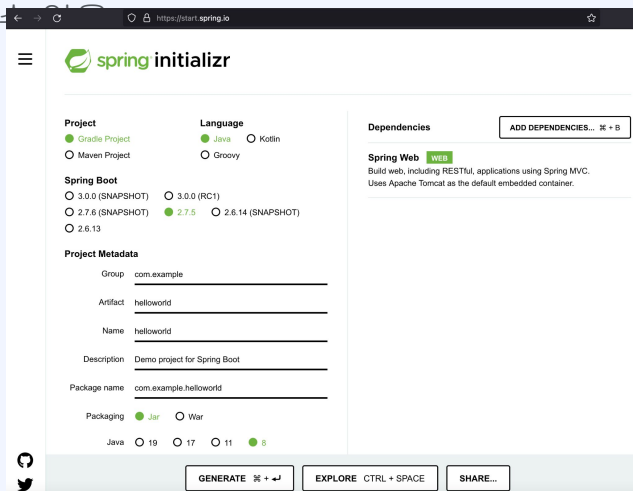 https://start.spring.io
spring initializr
Project
Gradle Project
Maven Project
Language
Java Kotlin
Groovy
Spring Boot
3.0.0 (SNAPSHOT) 3.0.0 (RC1)
2.7.6 (SNAPSHOT) 2.7.5 2.6.14 (SNAPSHOT)
2.6.13
Project Metadata
Group com.example
Artifact helloworld
Name helloworld
Description Demo project for Spring Boot
Package name com.example.helloworld
Packaging Jar War
Java 19 17 11 8
Dependencies
ADD DEPENDENCIES... ⌘ + B
Spring Web WEB
Build web, including RESTful, applications using Spring MVC.
Uses Apache Tomcat as the default embedded container.
GENERATE ⌘ + ↵
EXPLORE CTRL + SPACE
SHARE...